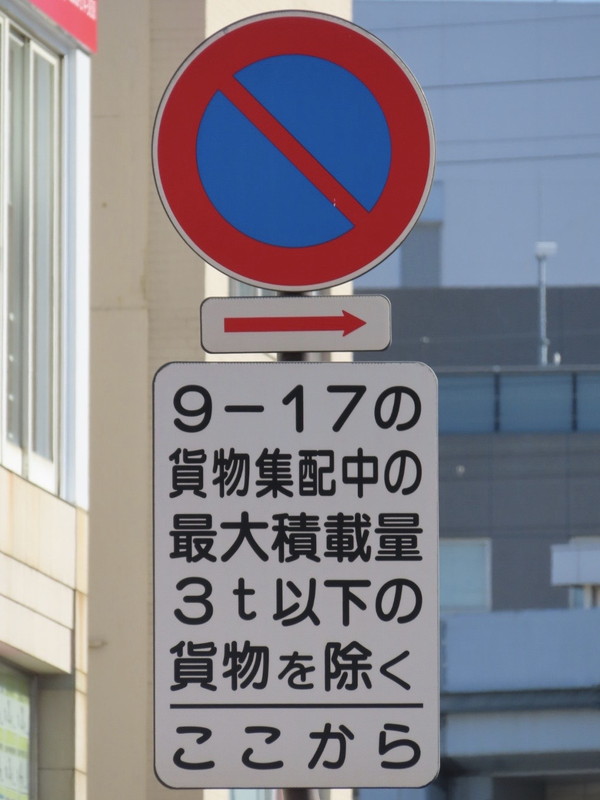 9-17の
貨物集配中の
最大積載量
3t以下の
貨物を除く
ここから